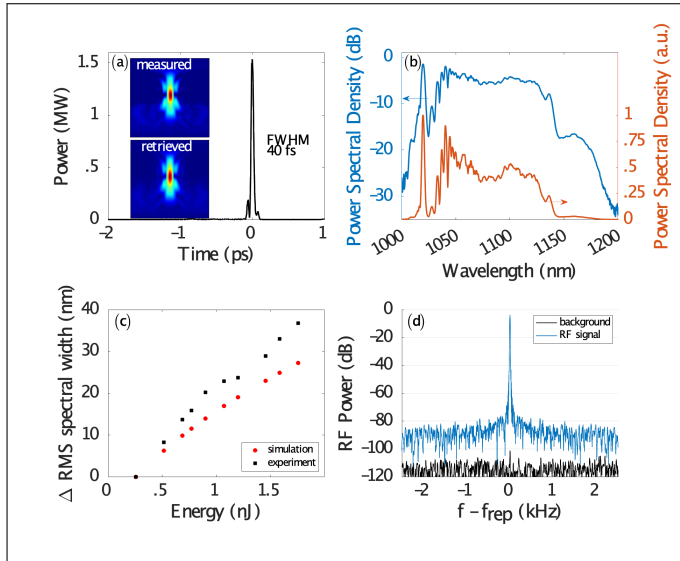 (a)
measured
retrieved
FWHM
40 fs
Power (MW)
1.5
1
.5
0
-2
-1
0
1
Time (ps)
(b)
Power Spectral Density (dB)
0
-10
-20
-30
Power Spectral Density (a.u.)
1
0.75
0.5
0.25
0
1000
1050
1100
1150
1200
Wavelength (nm)
(c)
Δ RMS spectral width (nm)
40
30
20
10
0
simulation
experiment
0
.5
1
1.5
Energy (nJ)
(d)
background
RF signal
RF Power (dB)
0
-20
-40
-60
-80
-100
-120
-2
-1
0
1
2
f - frep (kHz)